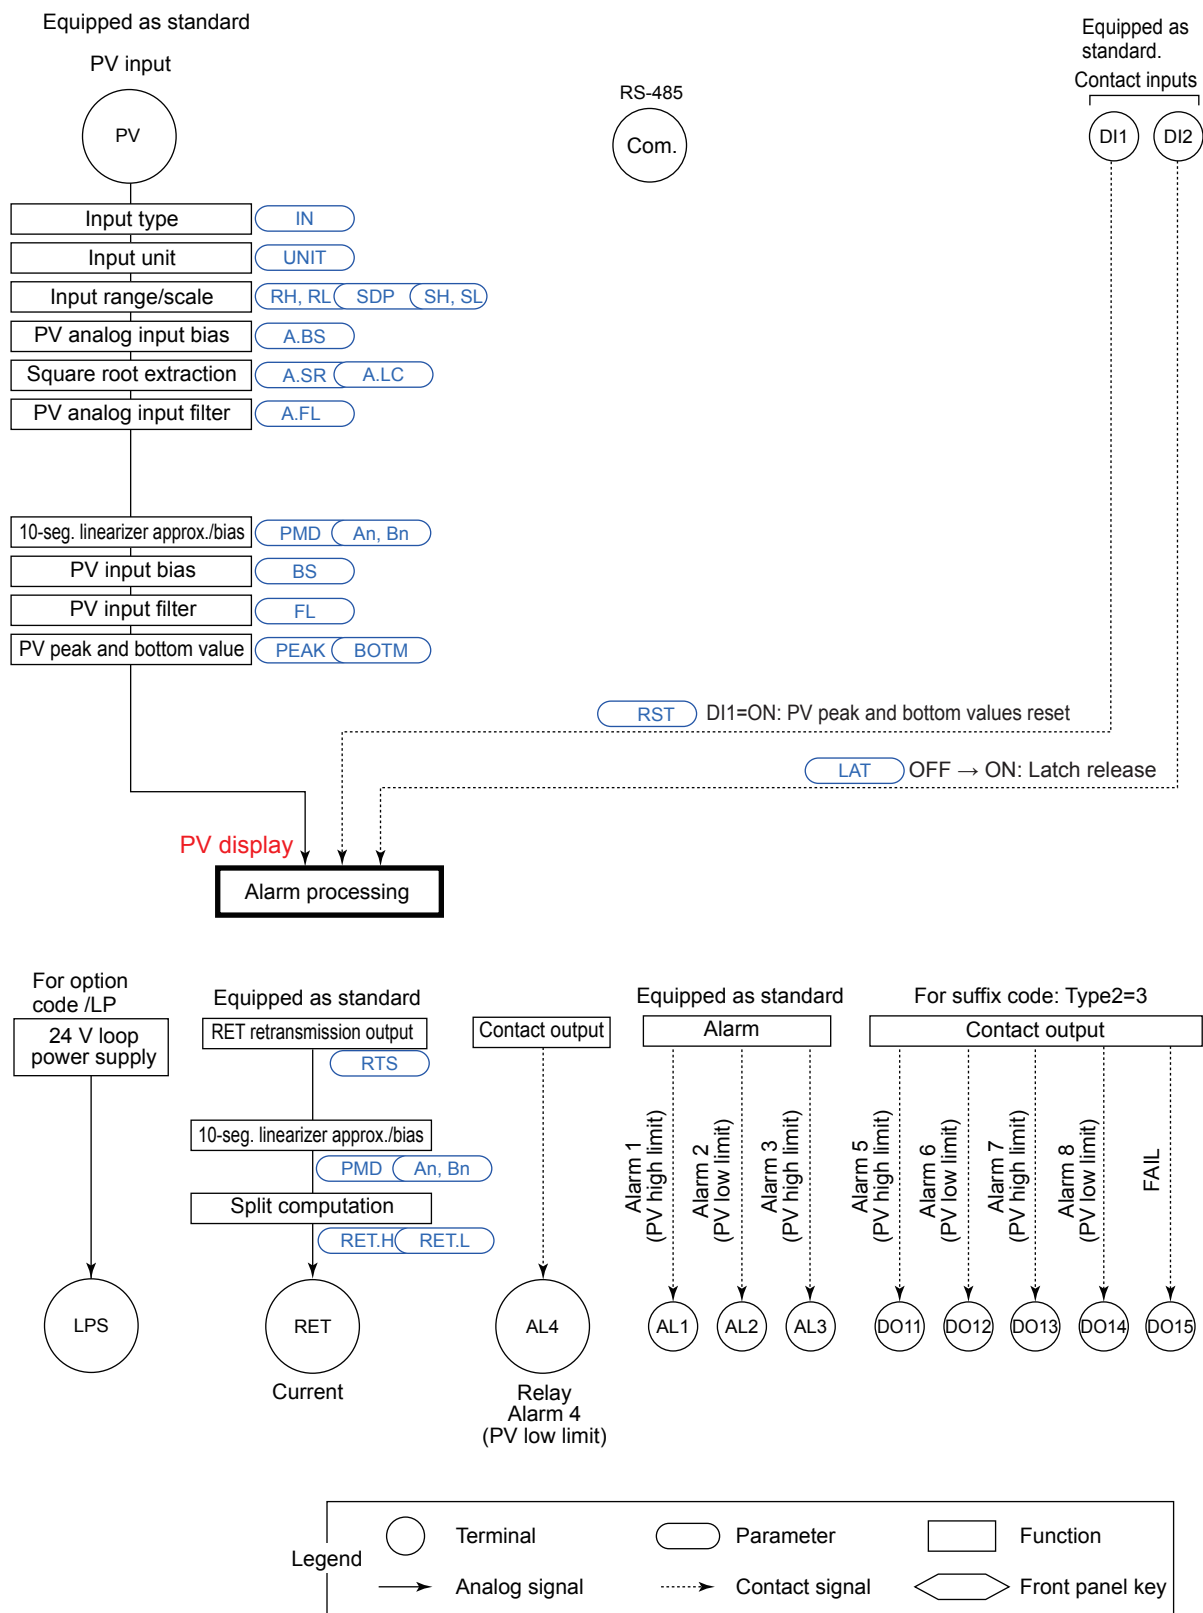 Equipped as standard
PV input
PV
RS-485
Com.
Equipped as
standard.
Contact inputs
DI1
DI2
Input type
IN
Input unit
UNIT
Input range/scale
RH, RL
SDP
SH, SL
PV analog input bias
A.BS
Square root extraction
A.SR
A.LC
PV analog input filter
A.FL
10-seg. linearizer approx./bias
PMD
An, Bn
PV input bias
BS
PV input filter
FL
PV peak and bottom value
PEAK
BOTM
RST
DI1=ON: PV peak and bottom values reset
LAT
OFF → ON: Latch release
PV display
Alarm processing
For option
code /LP
24 V loop
power supply
LPS
Equipped as standard
RET retransmission output
RTS
10-seg. linearizer approx./bias
PMD
An, Bn
Split computation
RET.H
RET.L
RET
Current
Contact output
AL4
Relay
Alarm 4
(PV low limit)
Equipped as standard
Alarm
Alarm 1
(PV high limit)
Alarm 2
(PV low limit)
Alarm 3
(PV high limit)
AL1
AL2
AL3
For suffix code: Type2=3
Contact output
Alarm 5
(PV high limit)
Alarm 6
(PV low limit)
Alarm 7
(PV high limit)
Alarm 8
(PV low limit)
FAIL
DO11
DO12
DO13
DO14
DO15
Legend
Terminal
Parameter
Function
Analog signal
Contact signal
Front panel key